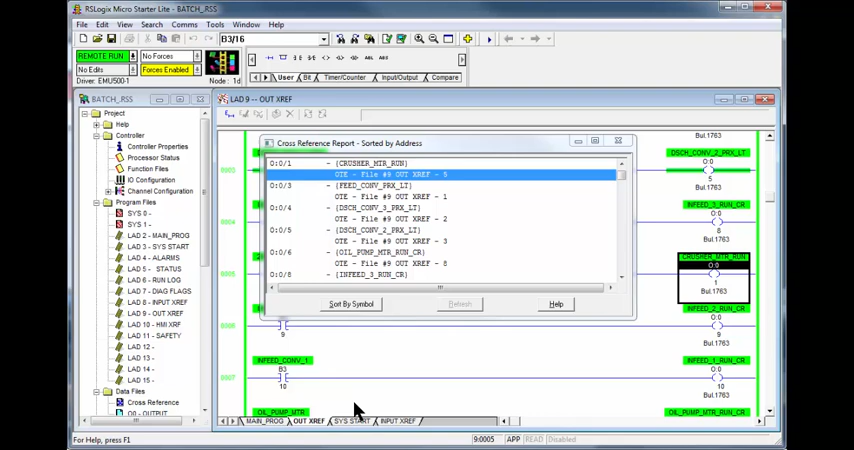 RSLogix Micro Starter Lite - BATCH_RSS
File Edit View Search Comms Tools Window Help
B3/16
REMOTE RUN No Forces
No Edits Forces Enabled
Driver: EMU500-1 Node : 1d
User Bit Timer/Counter Input/Output Compare
BATCH_RSS
Project
Help
Controller
Controller Properties
Processor Status
Function Files
IO Configuration
Channel Configuration
Program Files
SYS 0 -
SYS 1 -
LAD 2 - MAIN_PROG
LAD 3 - SYS START
LAD 5 - STATUS
LAD 6 - RUN LOG
LAD 7 - DIAG FLAGS
LAD 8 - INPUT XREF
LAD 9 - OUT XREF
LAD 10 - HMI XRF
LAD 11 - SAFETY
LAD 12 -
LAD 13 -
LAD 14 -
LAD 15 -
Data Files
Cross Reference
O0 - OUTPUT
LAD 9 -- OUT XREF
Bul.1763
0003
DSCH_CONV_2_PRX_LT
5
Bul.1763
0004
INFEED_3_RUN_CR
O:0
8
Bul.1763
0005
CRUSHER_MTR_RUN
O:0
1
Bul.1763
0006
9
INFEED_2_RUN_CR
O:0
9
Bul.1763
0007
INFEED_CONV_1
B3
10
INFEED_1_RUN_CR
O:0
10
Bul.1763
OIL_PUMP_MTR
OIL_PUMP_MTR_RUN_CR
Cross Reference Report - Sorted by Address
O:0/1 - {CRUSHER_MTR_RUN)
OTE - File #9 OUT XREF - 5
O:0/3 - {FEED_CONV_PRX_LT)
OTE - File #9 OUT XREF - 1
O:0/4 - {DSCH_CONV_3_PRX_LT)
OTE - File #9 OUT XREF - 2
O:0/5 - {DSCH_CONV_2_PRX_LT)
OTE - File #9 OUT XREF - 3
O:0/6 - {OIL_PUMP_MTR_RUN_CR)
OTE - File #9 OUT XREF - 8
O:0/8 - {INFEED_3_RUN_CR)
Sort By Symbol Refresh Help
MAIN_PROG OUT XREF SYS START INPUT XREF
For Help, press F1
9:0005 APP READ Disabled